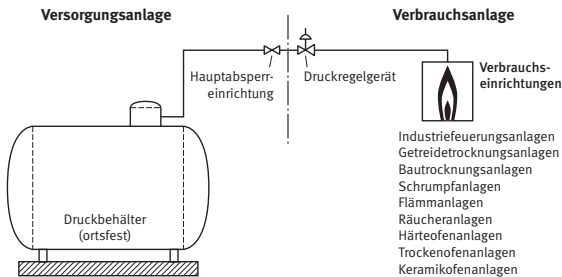 Versorgungsanlage
Verbrauchsanlage
Hauptabsperr-
einrichtung
Druckregelgerät
Verbrauchs-
einrichtungen
Druckbehälter
(ortsfest)
Industriefeuerungsanlagen
Getreidetrocknungsanlagen
Bautrocknungsanlagen
Schrumpfanlagen
Flämmanlagen
Räucheranlagen
Härteofenanlagen
Trockenofenanlagen
Keramikofenanlagen